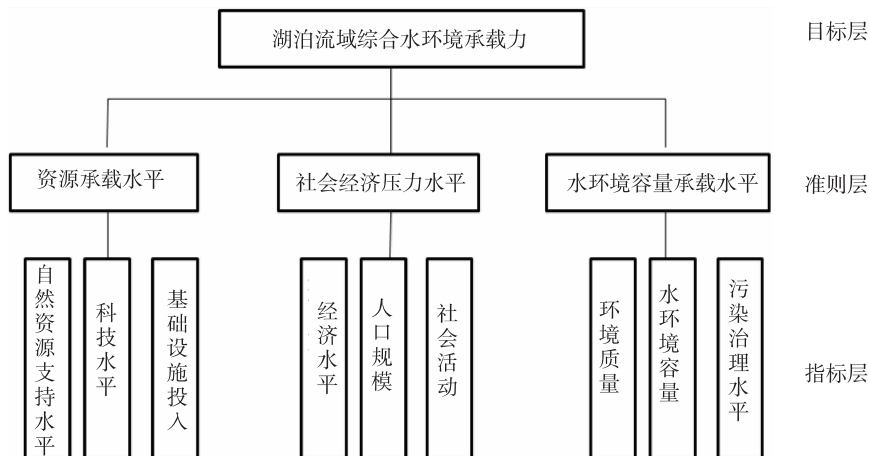 湖泊流域综合水环境承载力
目标层
资源承载水平
社会经济压力水平
水环境容量承载水平
准则层
自然资源支持水平
科技水平
基础设施投入
经济水平
人口规模
社会活动
环境质量
水环境容量
污染治理水平
指标层